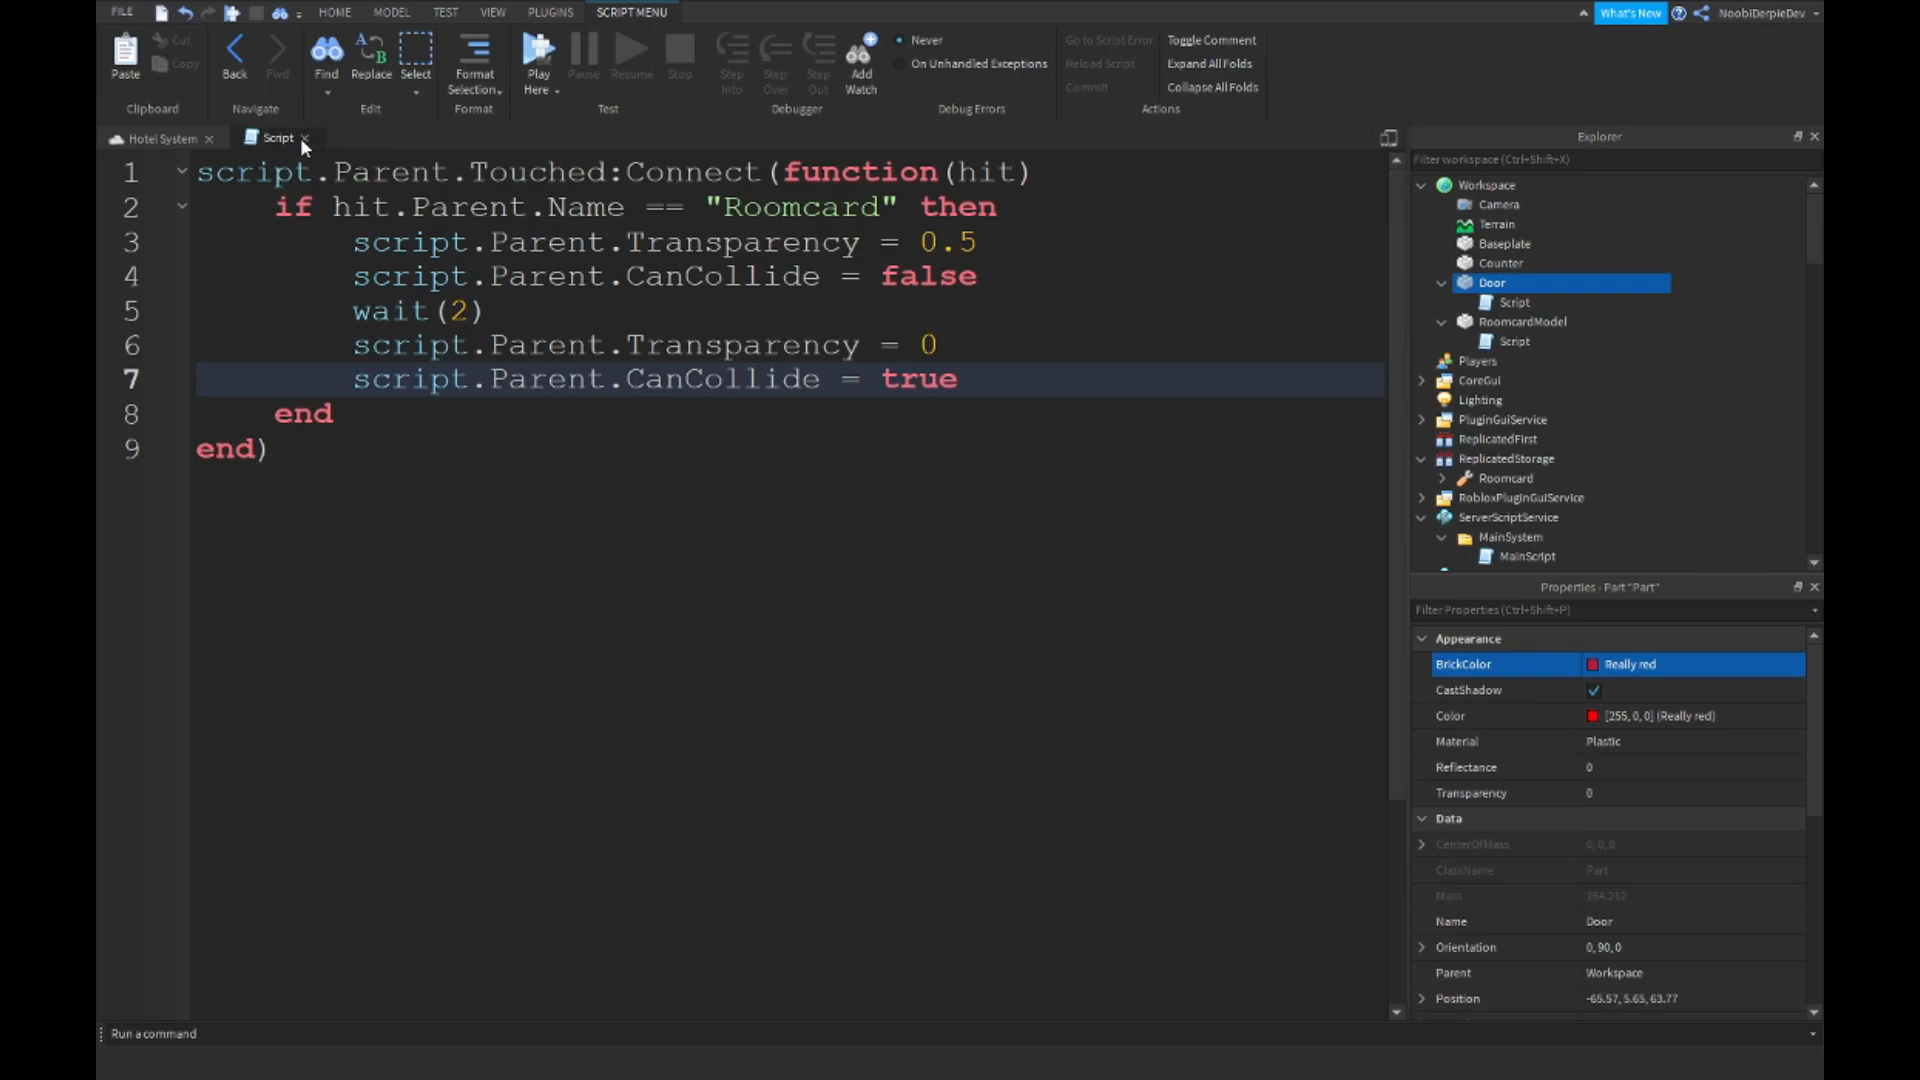 FILE HOME MODEL TEST VIEW PLUGINS SCRIPT MENU What's New NoobiDerpieDev
Paste Cut Copy Back Fwd Find Replace Select Format Selection Play Here Pause Resume Stop Step Into Step Over Step Out Add Watch Never On Unhandled Exceptions Go to Script Error Reload Script Commit Toggle Comment Expand All Folds Collapse All Folds
Clipboard Navigate Edit Format Test Debugger Debug Errors Actions
Hotel System Script
1 script.Parent.Touched:Connect(function(hit)
2 if hit.Parent.Name == "Roomcard" then
3 script.Parent.Transparency = 0.5
4 script.Parent.CanCollide = false
5 wait(2)
6 script.Parent.Transparency = 0
7 script.Parent.CanCollide = true
8 end
9 end)
Explorer
Filter workspace (Ctrl+Shift+X)
Workspace
Camera
Terrain
Baseplate
Counter
Door
Script
RoomcardModel
Script
Players
CoreGui
Lighting
PluginGuiService
ReplicatedFirst
ReplicatedStorage
Roomcard
RobloxPluginGuiService
ServerScriptService
MainSystem
MainScript
Properties - Part "Part"
Filter Properties (Ctrl+Shift+P)
Appearance
BrickColor Really red
CastShadow
Color [255, 0, 0] (Really red)
Material Plastic
Reflectance 0
Transparency 0
Data
CenterOfMass 0, 0, 0
ClassName Part
Mass 164.212
Name Door
Orientation 0, 90, 0
Parent Workspace
Position -65.57, 5.65, 63.77
Run a command